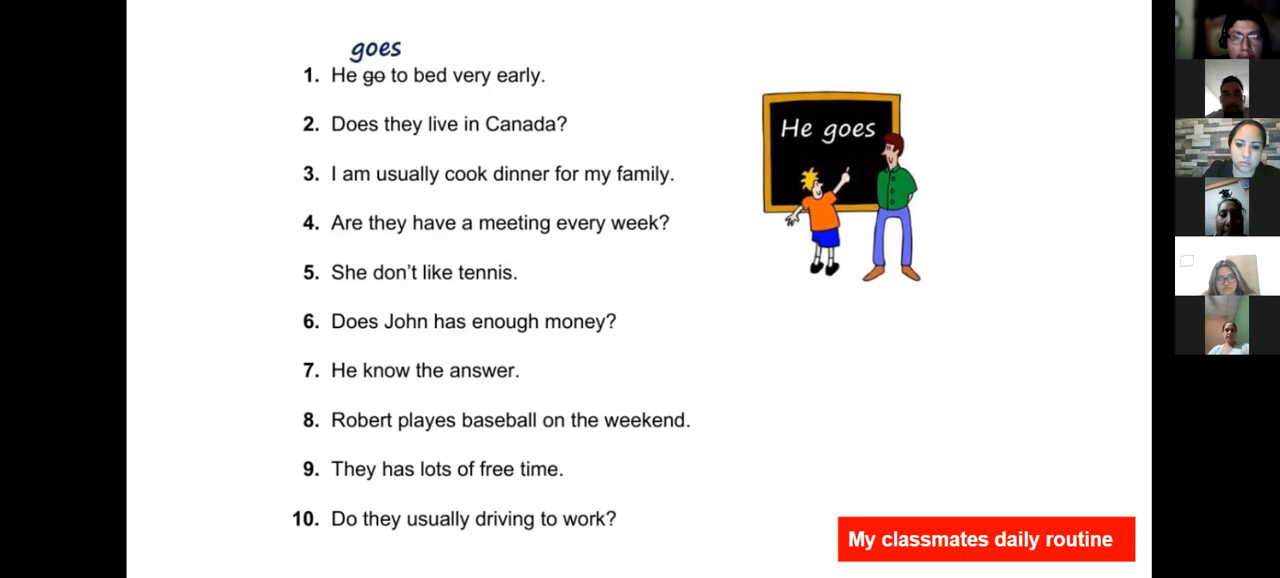 goes
1. He go to bed very early.
He goes
2. Does they live in Canada?
3. I am usually cook dinner for my family.
4. Are they have a meeting every week?
5. She don't like tennis.
6. Does John has enough money?
7. He know the answer.
8. Robert playes baseball on the weekend.
9. They has lots of free time.
10. Do they usually driving to work?
My classmates daily routine